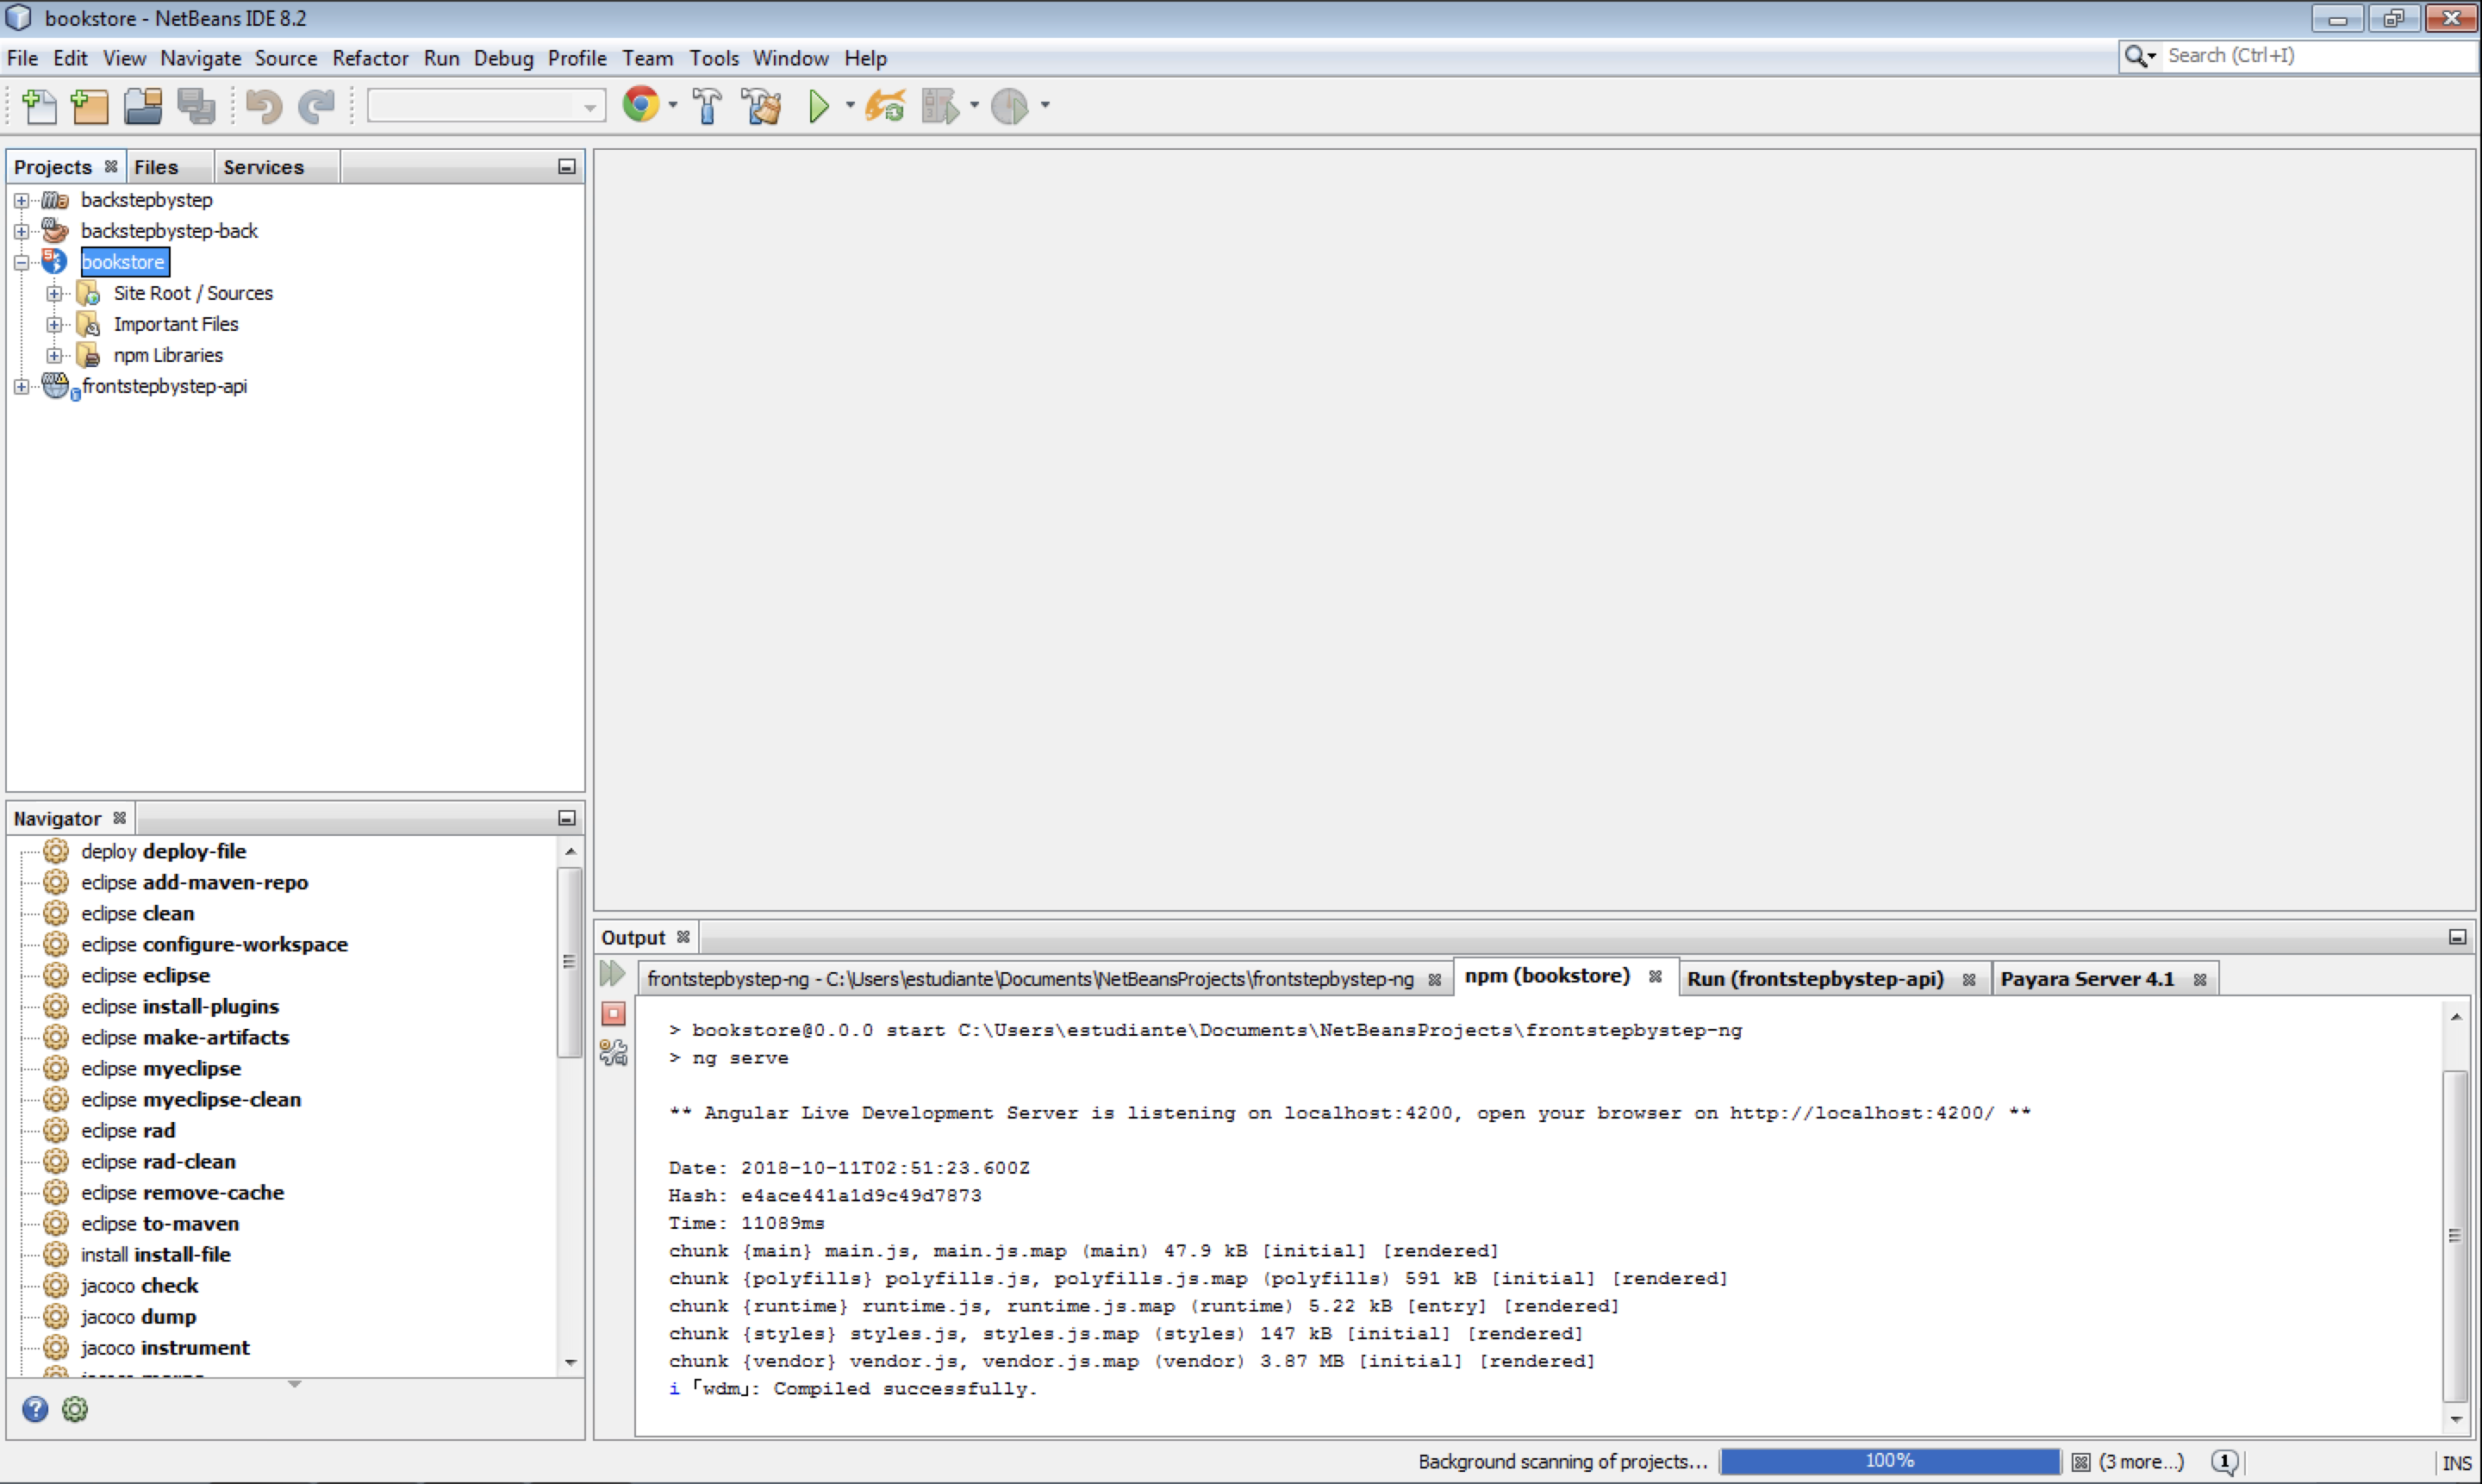 bookstore - NetBeans IDE 8.2
File Edit View Navigate Source Refactor Run Debug Profile Team Tools Window Help
Search (Ctrl+I)
Projects Files Services
backstepbystep
backstepbystep-back
bookstore
Site Root / Sources
Important Files
npm Libraries
frontstepbystep-api
Navigator
deploy deploy-file
eclipse add-maven-repo
eclipse clean
eclipse configure-workspace
eclipse eclipse
eclipse install-plugins
eclipse make-artifacts
eclipse myeclipse
eclipse myeclipse-clean
eclipse rad
eclipse rad-clean
eclipse remove-cache
eclipse to-maven
install install-file
jacoco check
jacoco dump
jacoco instrument
Output
frontstepbystep-ng - C:\Users\estudiante\Documents\NetBeansProjects\frontstepbystep-ng npm (bookstore) Run (frontstepbystep-api) Payara Server 4.1
> bookstore@0.0.0 start C:\Users\estudiante\Documents\NetBeansProjects\frontstepbystep-ng
> ng serve
** Angular Live Development Server is listening on localhost:4200, open your browser on http://localhost:4200/ **
Date: 2018-10-11T02:51:23.600Z
Hash: e4ace441a1d9c49d7873
Time: 11089ms
chunk {main} main.js, main.js.map (main) 47.9 kB [initial] [rendered]
chunk {polyfills} polyfills.js, polyfills.js.map (polyfills) 591 kB [initial] [rendered]
chunk {runtime} runtime.js, runtime.js.map (runtime) 5.22 kB [entry] [rendered]
chunk {styles} styles.js, styles.js.map (styles) 147 kB [initial] [rendered]
chunk {vendor} vendor.js, vendor.js.map (vendor) 3.87 MB [initial] [rendered]
i ｢wdm｣: Compiled successfully.
Background scanning of projects... 100% (3 more...) 1 INS